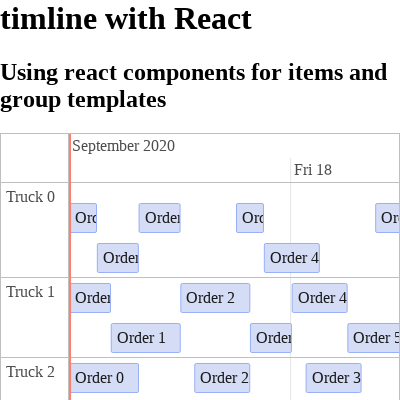 timline with React
Using react components for items and
group templates
September 2020
Fri 18
Truck 0
Ord
Order
Ord
Or
Order
Order 4
Truck 1
Order
Order 2
Order 4
Order 1
Order
Order 5
Truck 2
Order 0
Order 2
Order 3